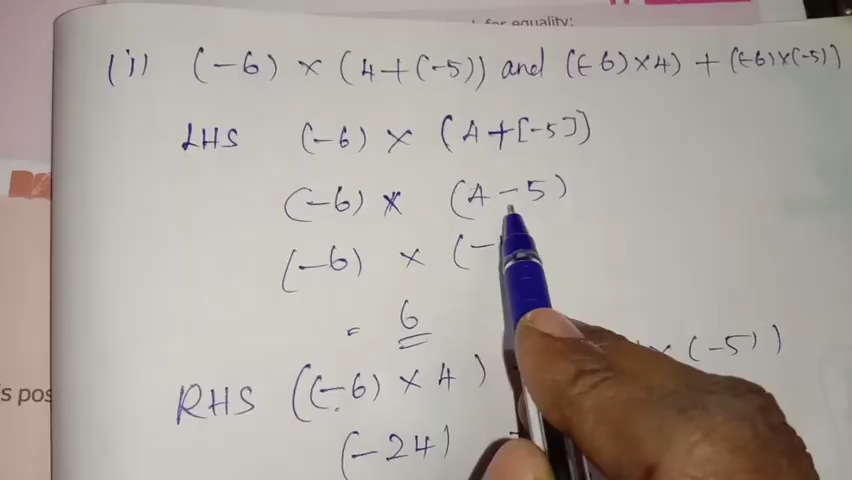 for equality:
(i) (-6) × (4+(-5)) and ((-6)×4) + ((-6)×(-5))
LHS (-6) × (4+[-5])
(-6) × (4-5)
(-6) × (-
= 6
s pos
RHS ((-6) × 4) × (-5))
(-24)